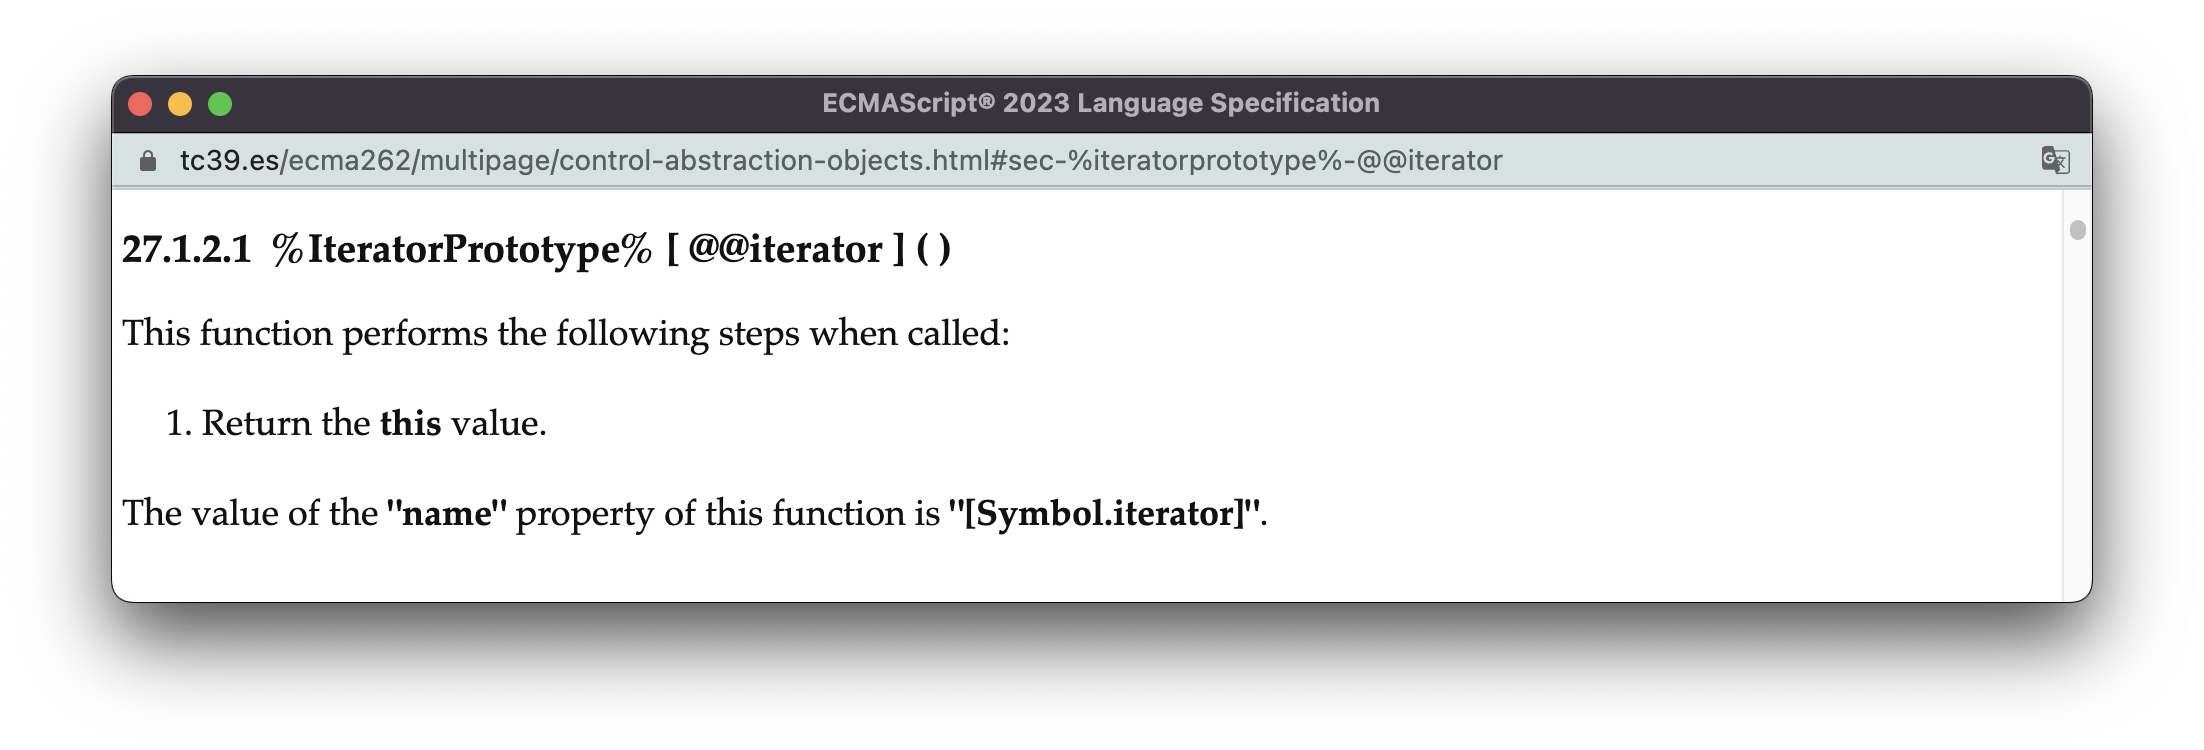 ECMAScript® 2023 Language Specification
tc39.es/ecma262/multipage/control-abstraction-objects.html#sec-%iteratorprototype%-@@iterator
27.1.2.1 %IteratorPrototype% [ @@iterator ] ( )
This function performs the following steps when called:
1. Return the this value.
The value of the "name" property of this function is "[Symbol.iterator]".